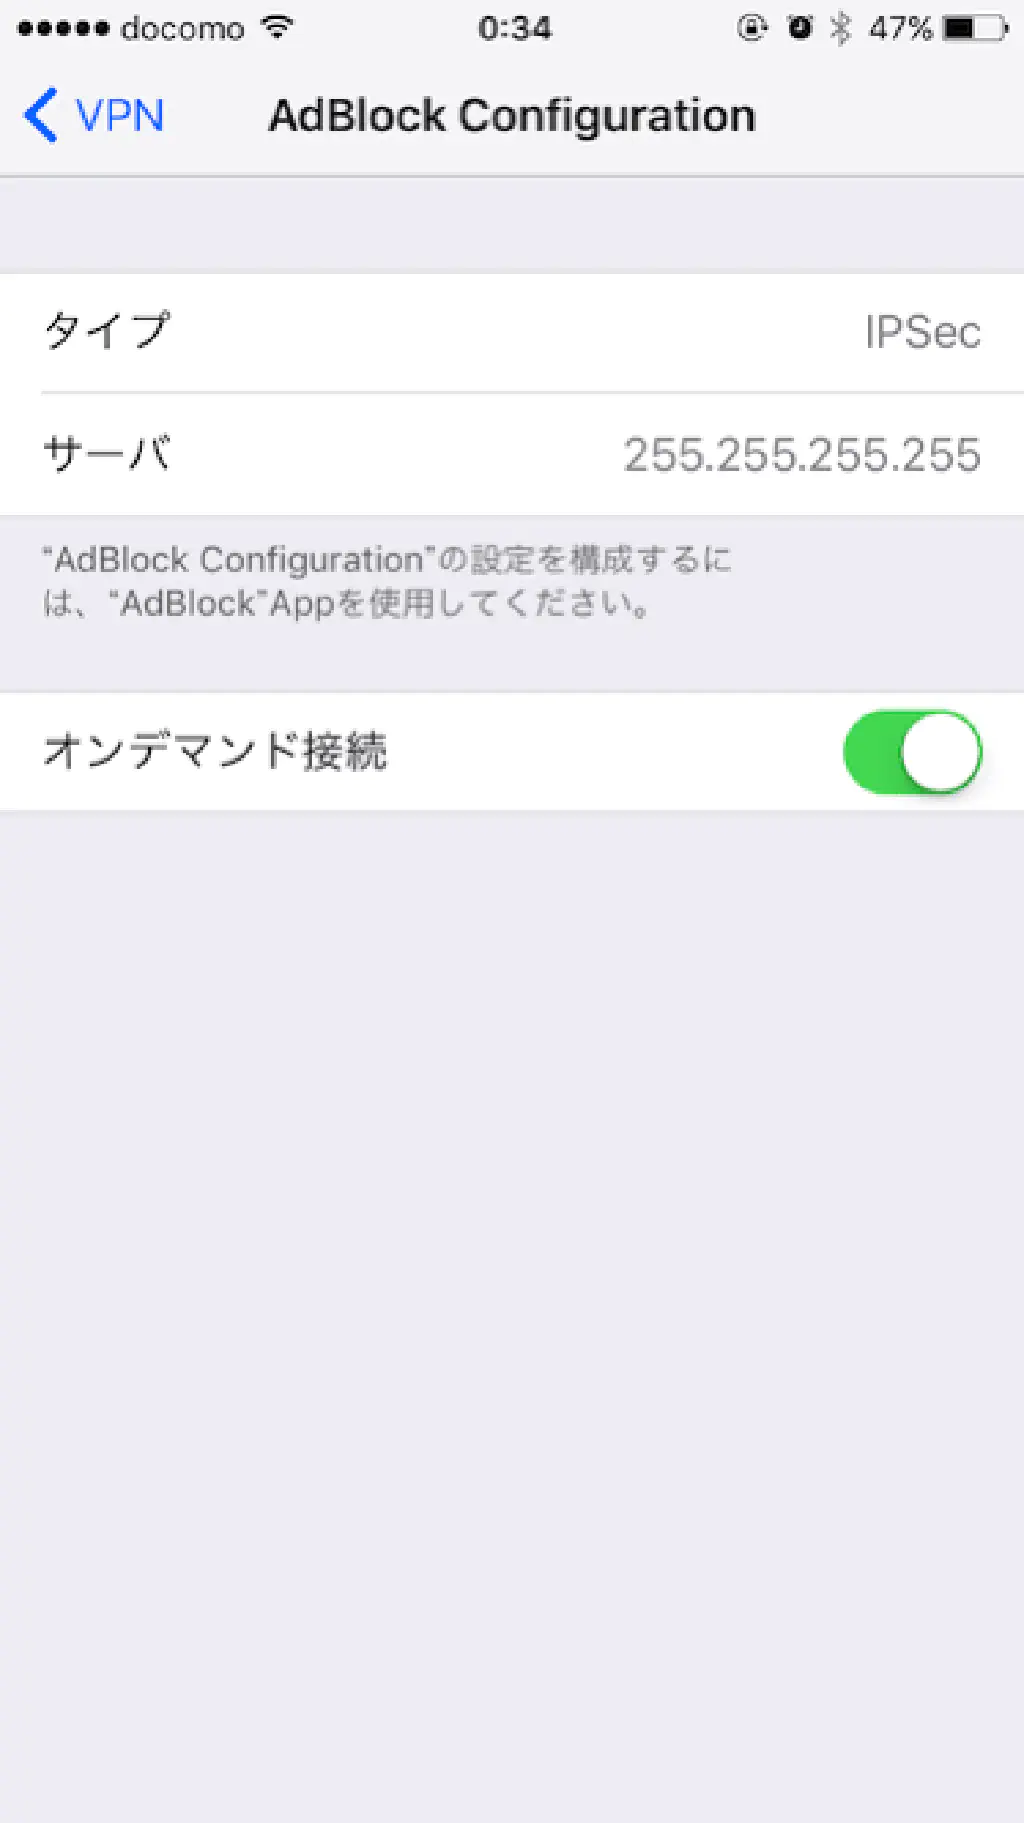 docomo 0:34 47%
VPN AdBlock Configuration
タイプ IPSec
サーバ 255.255.255.255
"AdBlock Configuration"の設定を構成するに
は、"AdBlock"Appを使用してください。
オンデマンド接続